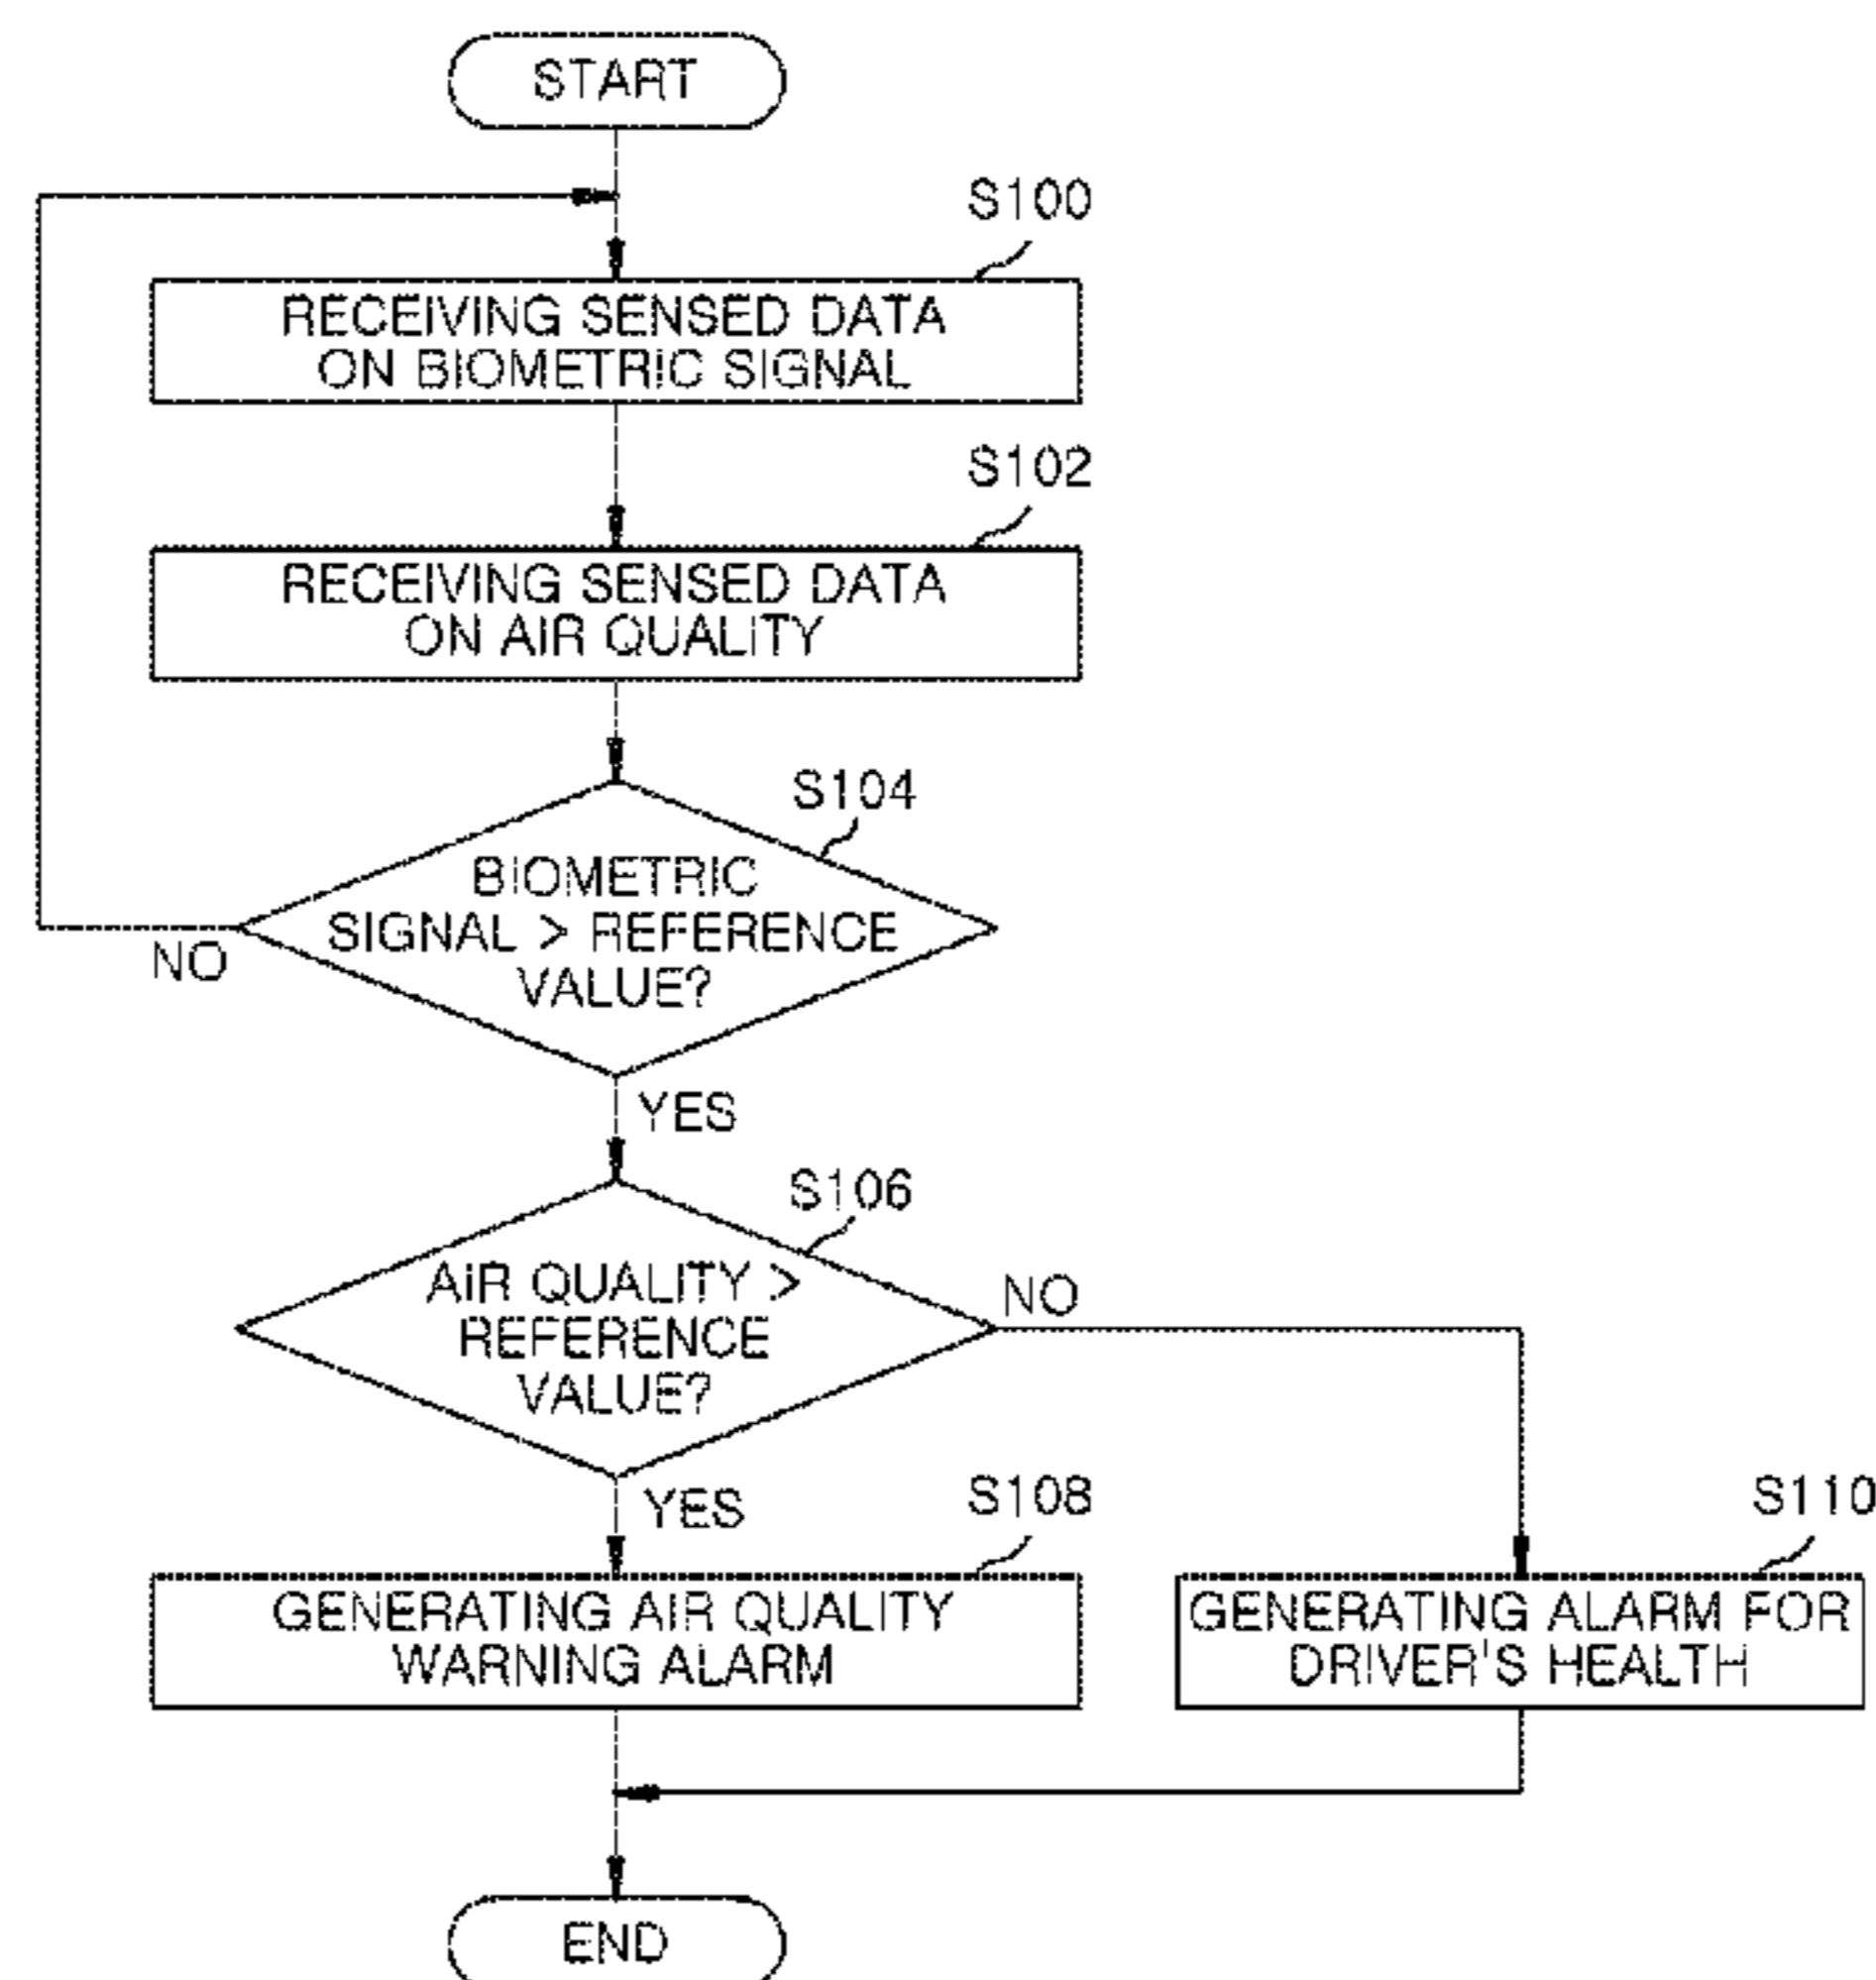 START
S100
RECEIVING SENSED DATA
ON BIOMETRIC SIGNAL
S102
RECEIVING SENSED DATA
ON AIR QUALITY
S104
BIOMETRIC
SIGNAL > REFERENCE
VALUE?
NO
YES
S106
AIR QUALITY >
REFERENCE
VALUE?
NO
YES
S108
GENERATING AIR QUALITY
WARNING ALARM
S110
GENERATING ALARM FOR
DRIVER'S HEALTH
END